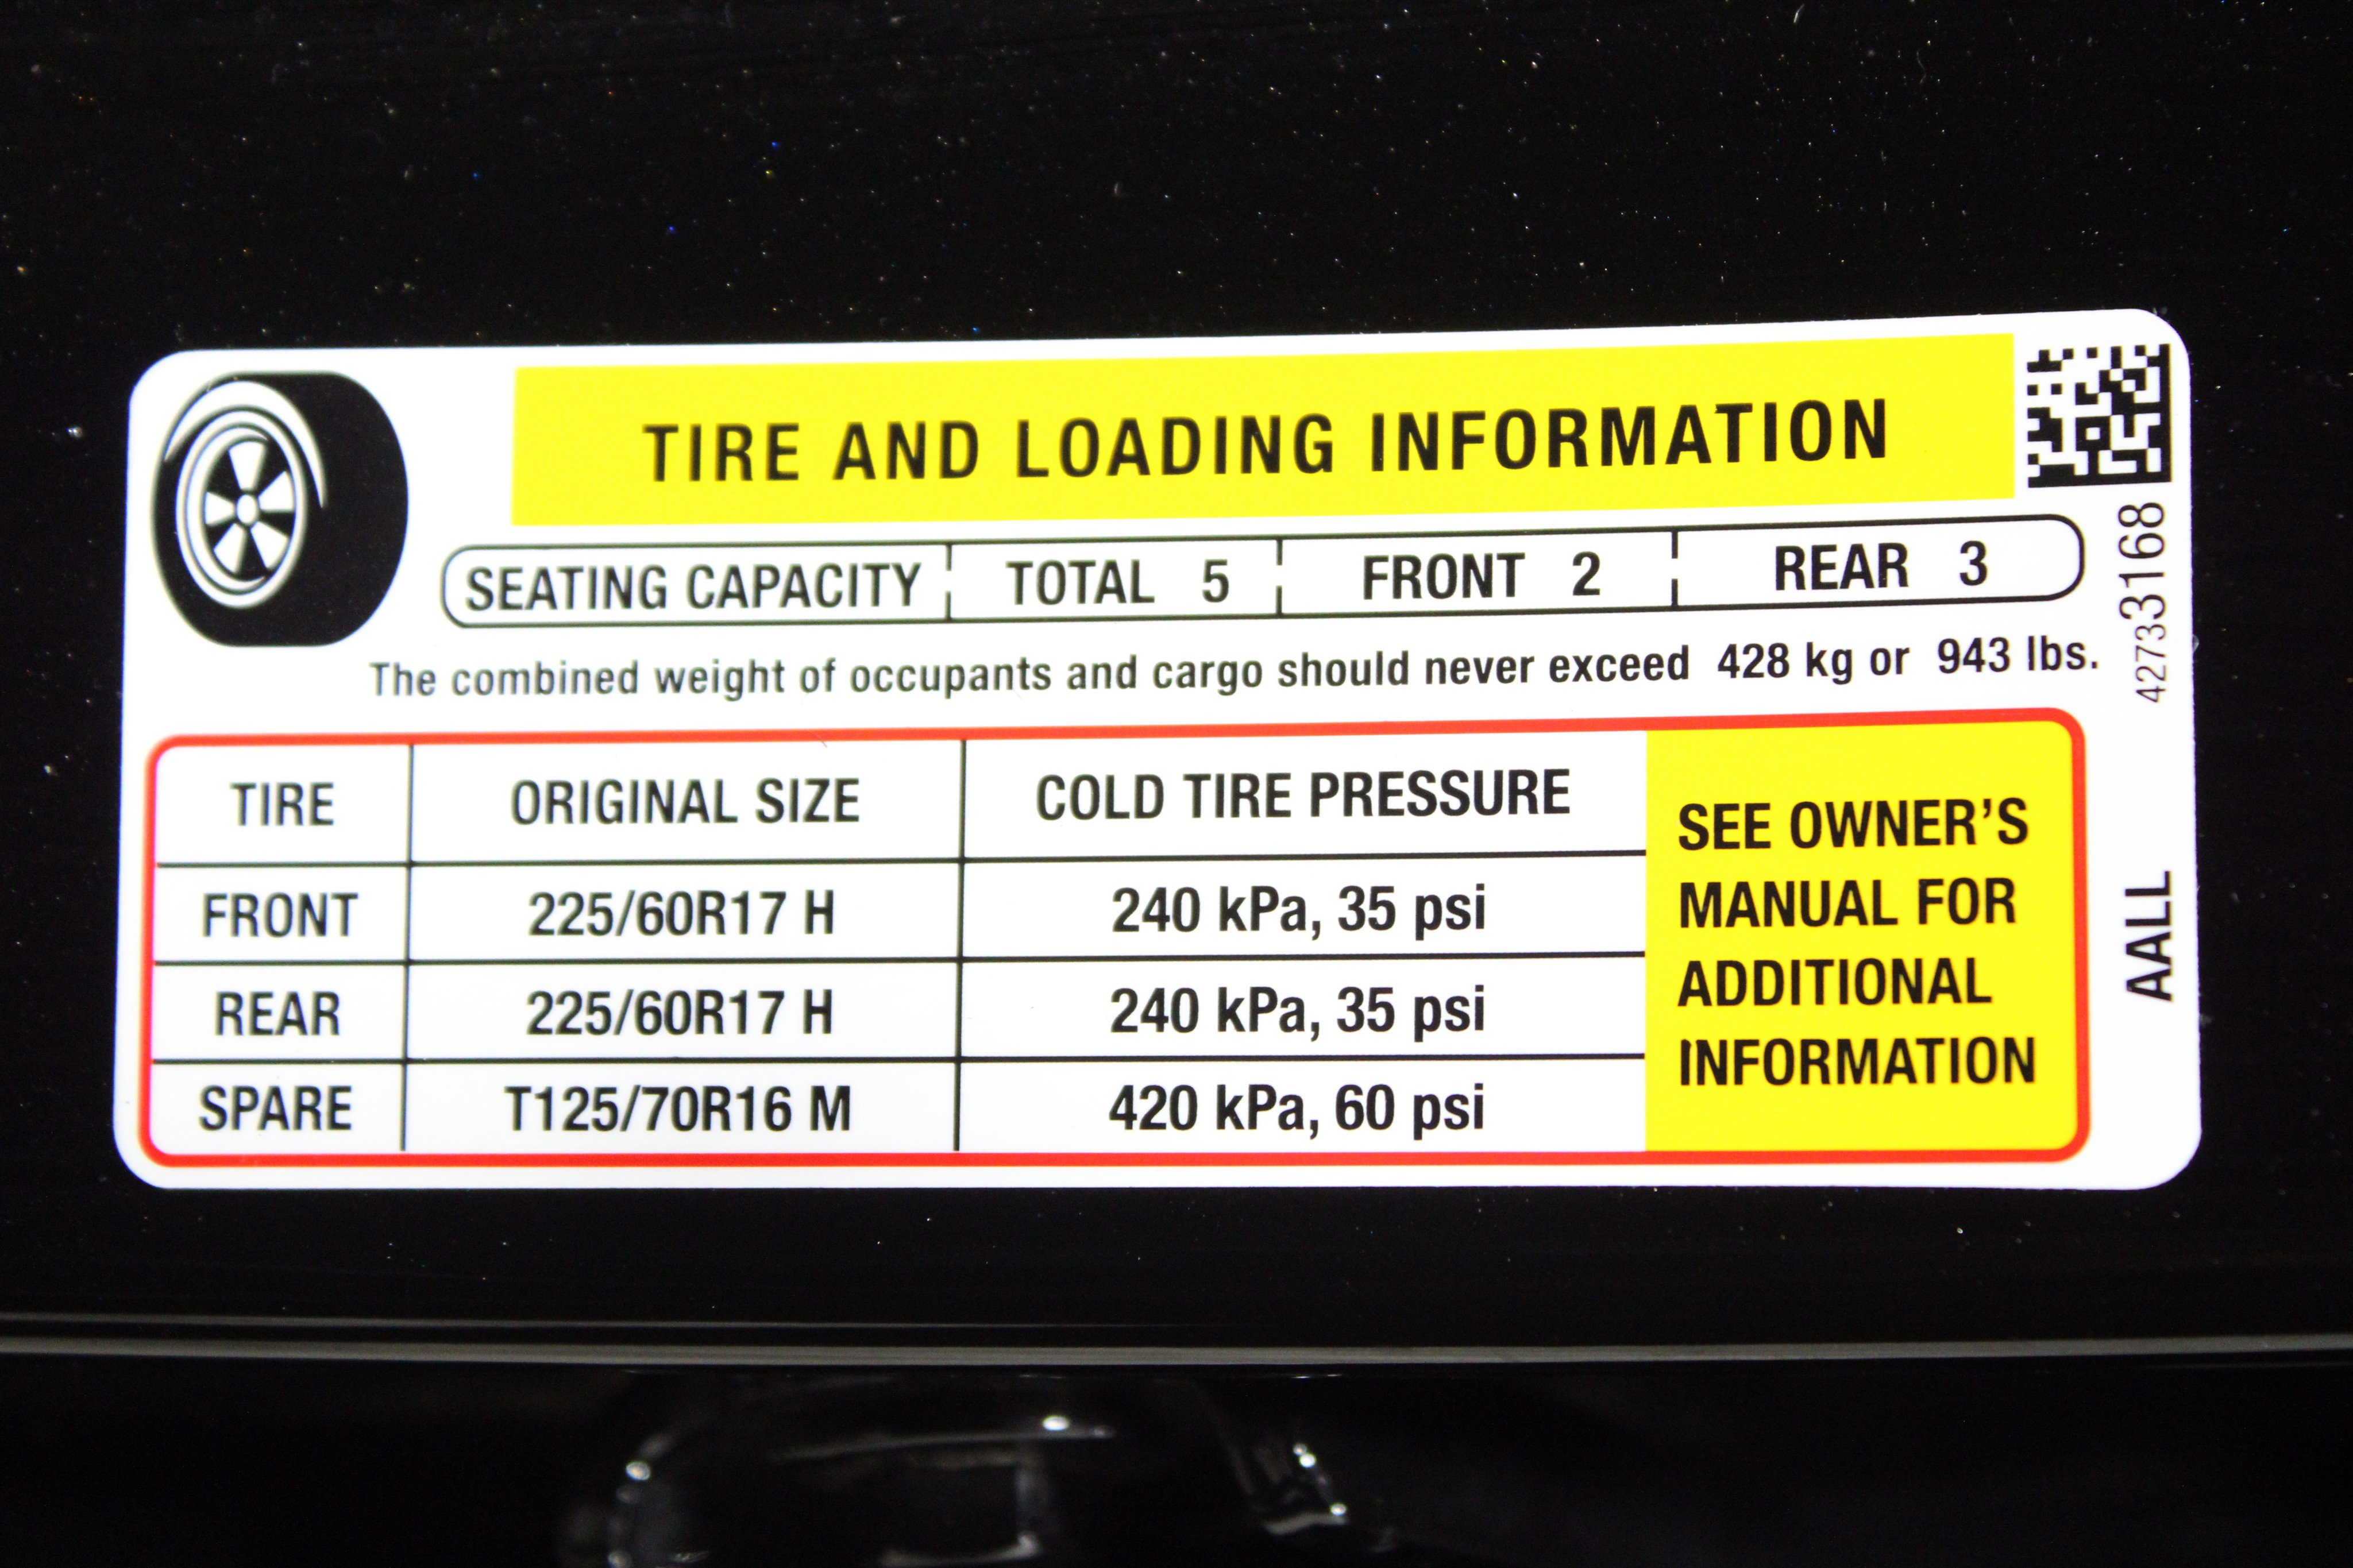 TIRE AND LOADING INFORMATION
SEATING CAPACITY TOTAL 5 FRONT 2 REAR 3
The combined weight of occupants and cargo should never exceed 428 kg or 943 lbs.
TIRE ORIGINAL SIZE COLD TIRE PRESSURE
FRONT 225/60R17 H 240 kPa, 35 psi
REAR 225/60R17 H 240 kPa, 35 psi
SPARE T125/70R16 M 420 kPa, 60 psi
SEE OWNER'S
MANUAL FOR
ADDITIONAL
INFORMATION
42733168
AALL